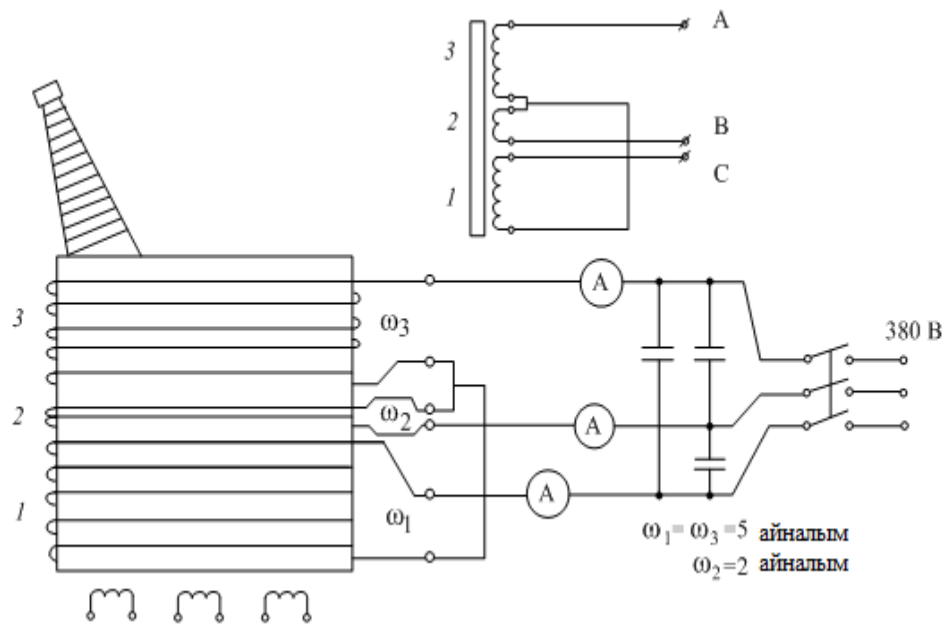 3
2
1
A
B
C
3
2
1
ω3
ω2
ω1
A
A
A
380 В
ω1= ω3 =5 айналым
ω2=2 айналым